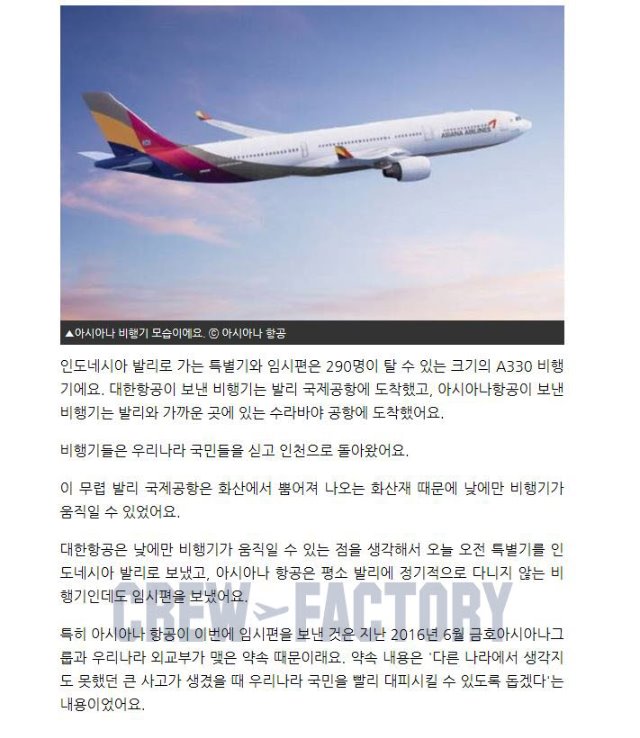 ASIANA AIRLINES
▲아시아나 비행기 모습이에요. ⓒ 아시아나 항공
인도네시아 발리로 가는 특별기와 임시편은 290명이 탈 수 있는 크기의 A330 비행
기에요. 대한항공이 보낸 비행기는 발리 국제공항에 도착했고, 아시아나항공이 보낸
비행기는 발리와 가까운 곳에 있는 수라바야 공항에 도착했어요.
비행기들은 우리나라 국민들을 싣고 인천으로 돌아왔어요.
이 무렵 발리 국제공항은 화산에서 뿜어져 나오는 화산재 때문에 낮에만 비행기가
움직일 수 있었어요.
대한항공은 낮에만 비행기가 움직일 수 있는 점을 생각해서 오늘 오전 특별기를 인
도네시아 발리로 보냈고, 아시아나 항공은 평소 발리에 정기적으로 다니지 않는 비
행기인데도 임시편을 보냈어요.
CREW FACTORY
특히 아시아나 항공이 이번에 임시편을 보낸 것은 지난 2016년 6월 금호아시아나그
룹과 우리나라 외교부가 맺은 약속 때문이래요. 약속 내용은 '다른 나라에서 생각지
도 못했던 큰 사고가 생겼을 때 우리나라 국민을 빨리 대피시킬 수 있도록 돕겠다'는
내용이었어요.